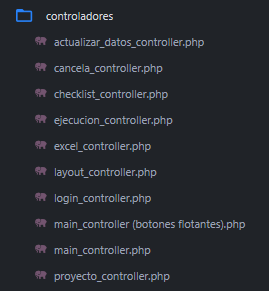 controladores
actualizar_datos_controller.php
cancela_controller.php
checklist_controller.php
ejecucion_controller.php
excel_controller.php
layout_controller.php
login_controller.php
main_controller (botones flotantes).php
main_controller.php
proyecto_controller.php